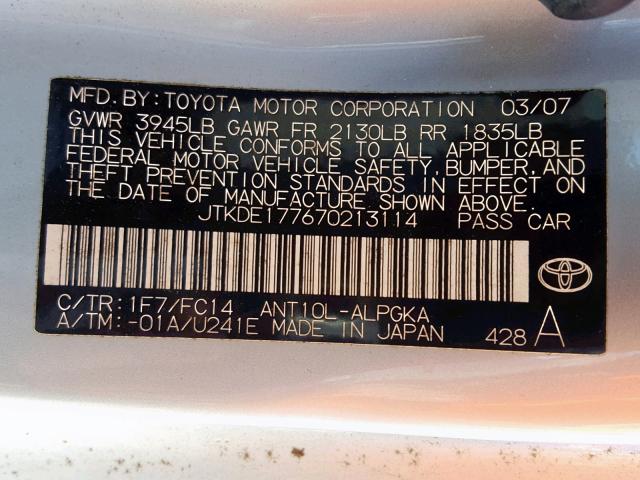 MFD. BY: TOYOTA MOTOR CORPORATION 03/07
GVWR 3945LB GAWR FR 2130LB RR 1835LB
THIS VEHICLE CONFORMS TO ALL APPLICABLE
FEDERAL MOTOR VEHICLE SAFETY, BUMPER, AND
THEFT PREVENTION STANDARDS IN EFFECT ON
THE DATE OF MANUFACTURE SHOWN ABOVE.
JTKDE177670213114 PASS CAR
C/TR: 1F7/FC14 ANT10L-ALPGKA
A/TM: -01A/U241E MADE IN JAPAN 428 A